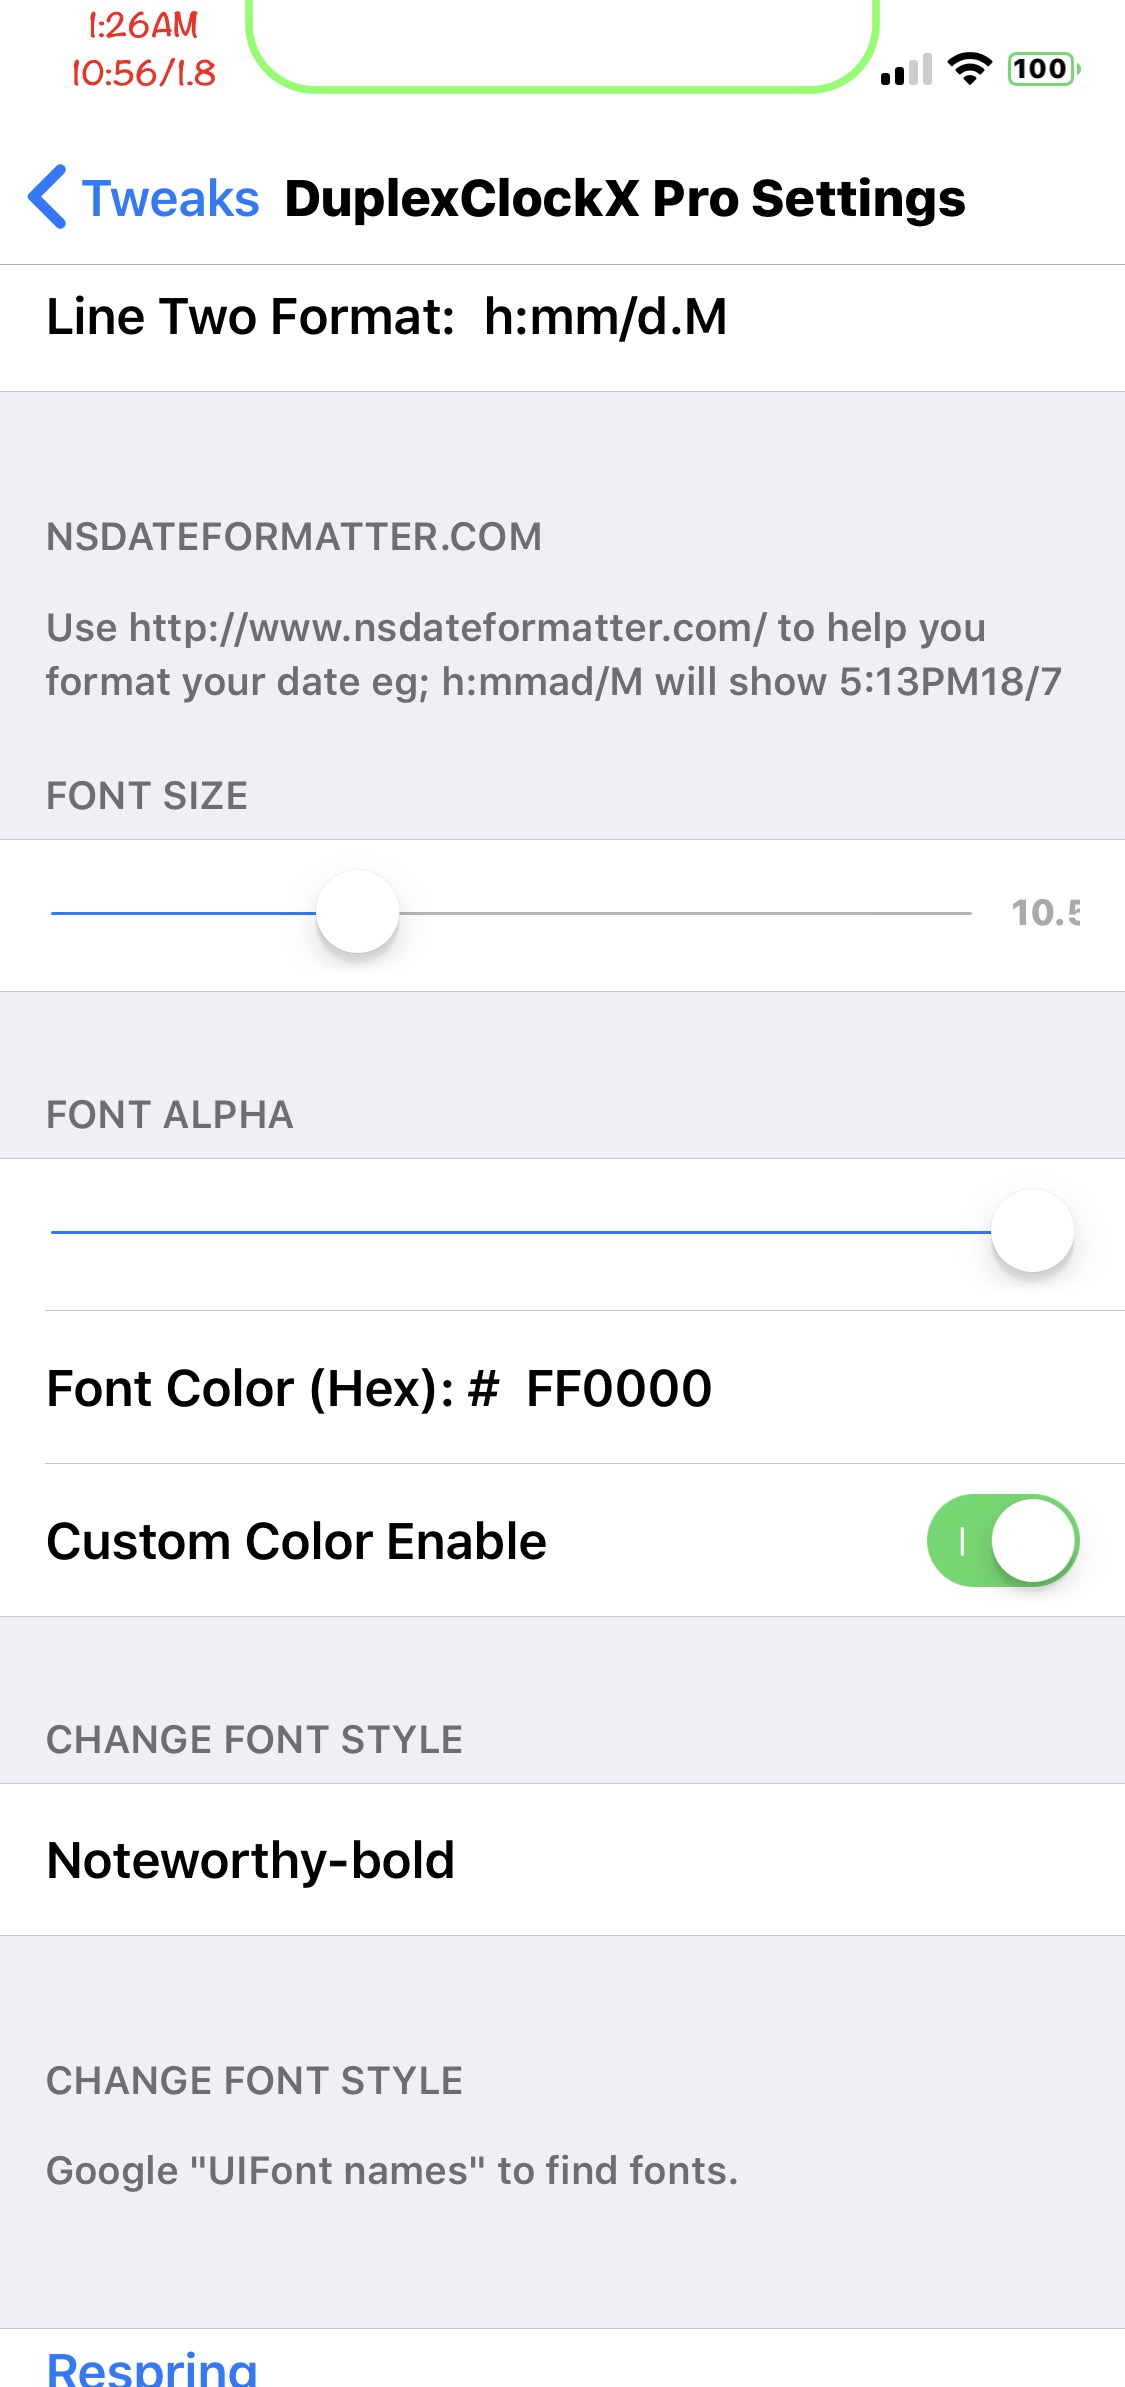 1:26AM
10:56/1.8
100
Tweaks DuplexClockX Pro Settings
Line Two Format: h:mm/d.M
NSDATEFORMATTER.COM
Use http://www.nsdateformatter.com/ to help you
format your date eg; h:mmad/M will show 5:13PM18/7
FONT SIZE
10.5
FONT ALPHA
Font Color (Hex): # FF0000
Custom Color Enable
CHANGE FONT STYLE
Noteworthy-bold
CHANGE FONT STYLE
Google "UIFont names" to find fonts.
Respring